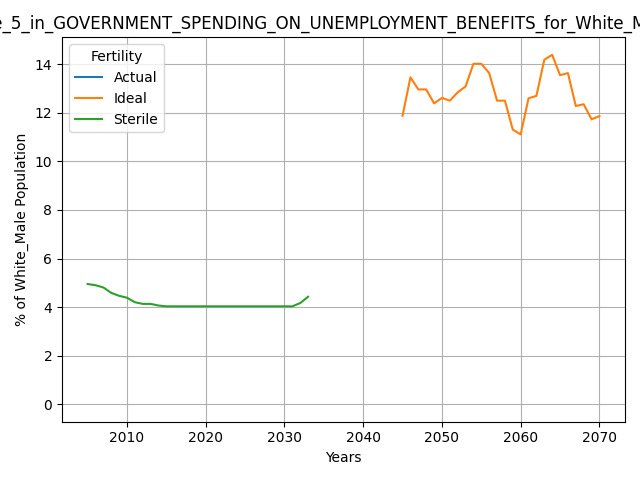 _5_in_GOVERNMENT_SPENDING_ON_UNEMPLOYMENT_BENEFITS_for_White_M
Fertility
Actual
Ideal
Sterile
% of White_Male Population
14
12
10
8
6
4
2
0
2010 2020 2030 2040 2050 2060 2070
Years